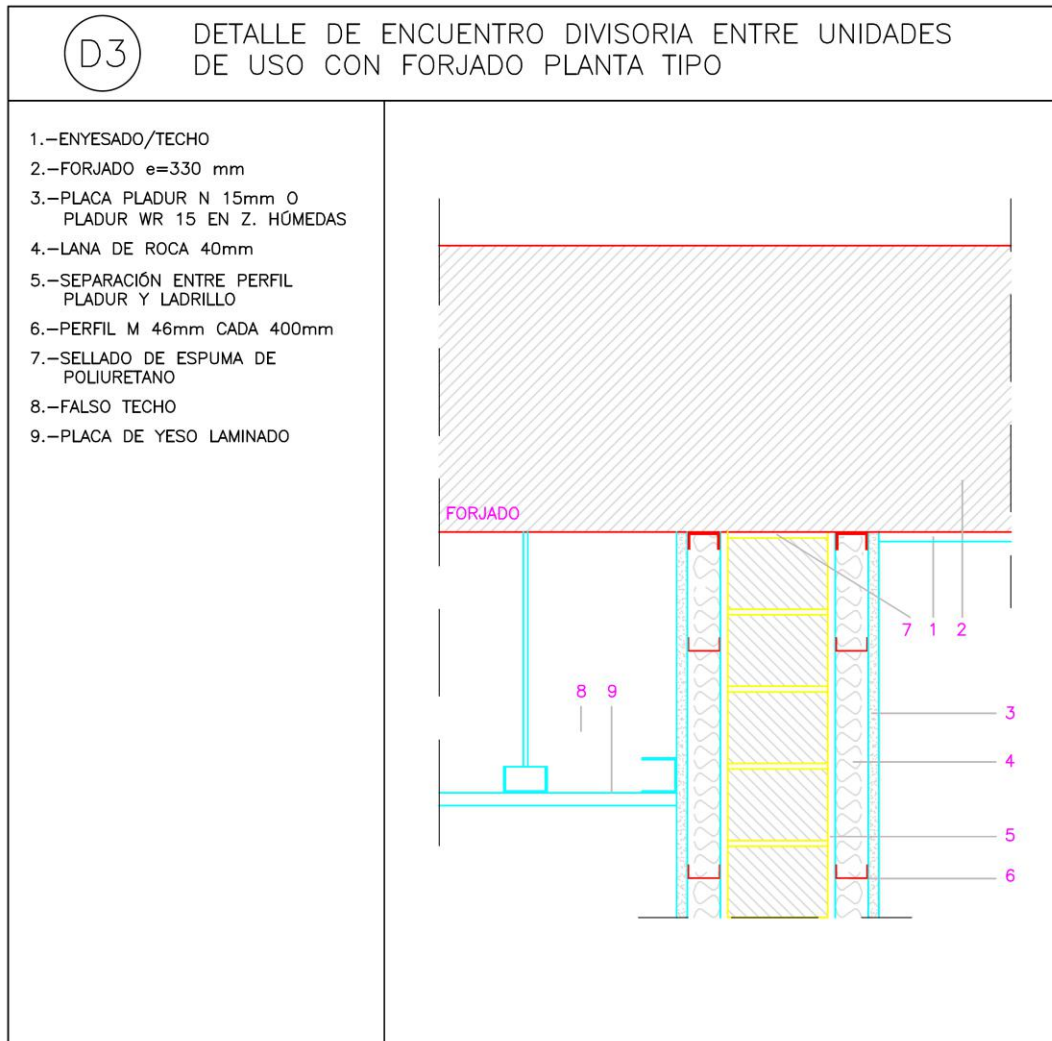 D3
DETALLE DE ENCUENTRO DIVISORIA ENTRE UNIDADES
DE USO CON FORJADO PLANTA TIPO
1.-ENYESADO/TECHO
2.-FORJADO e=330 mm
3.-PLACA PLADUR N 15mm O
PLADUR WR 15 EN Z. HÚMEDAS
4.-LANA DE ROCA 40mm
5.-SEPARACIÓN ENTRE PERFIL
PLADUR Y LADRILLO
6.-PERFIL M 46mm CADA 400mm
7.-SELLADO DE ESPUMA DE
POLIURETANO
8.-FALSO TECHO
9.-PLACA DE YESO LAMINADO
FORJADO
7 1 2
8 9
3
4
5
6